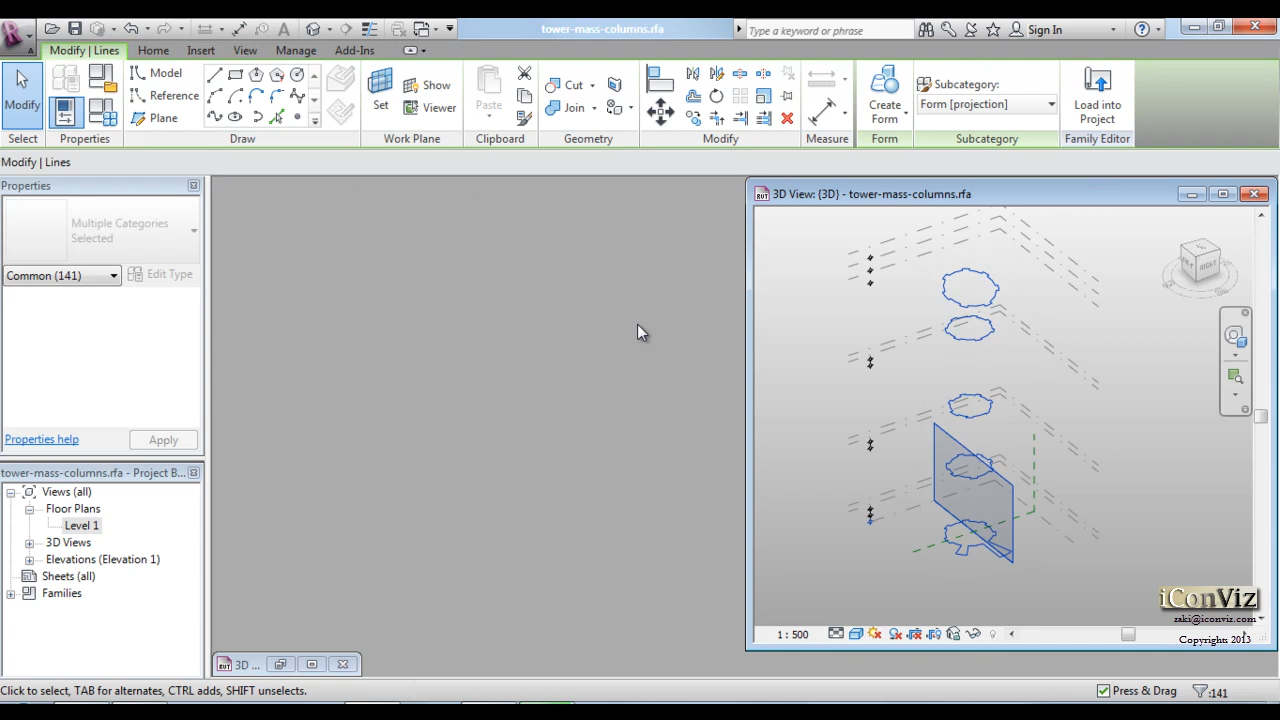 tower-mass-columns.rfa
Type a keyword or phrase
Sign In
Modify | Lines
Home
Insert
View
Manage
Add-Ins
Modify
Model
Reference
Plane
Set
Show
Viewer
Paste
Cut
Join
Create
Form
Subcategory:
Form [projection]
Load into
Project
Select
Properties
Draw
Work Plane
Clipboard
Geometry
Modify
Measure
Form
Subcategory
Family Editor
Modify | Lines
Properties
Multiple Categories
Selected
Common (141)
Edit Type
Properties help
Apply
tower-mass-columns.rfa - Project B...
Views (all)
Floor Plans
Level 1
3D Views
Elevations (Elevation 1)
Sheets (all)
Families
3D View: {3D} - tower-mass-columns.rfa
RIGHT
1 : 500
iConViz
zaki@iconviz.com
Copyright 2013
3D ...
Click to select, TAB for alternates, CTRL adds, SHIFT unselects.
Press & Drag
:141